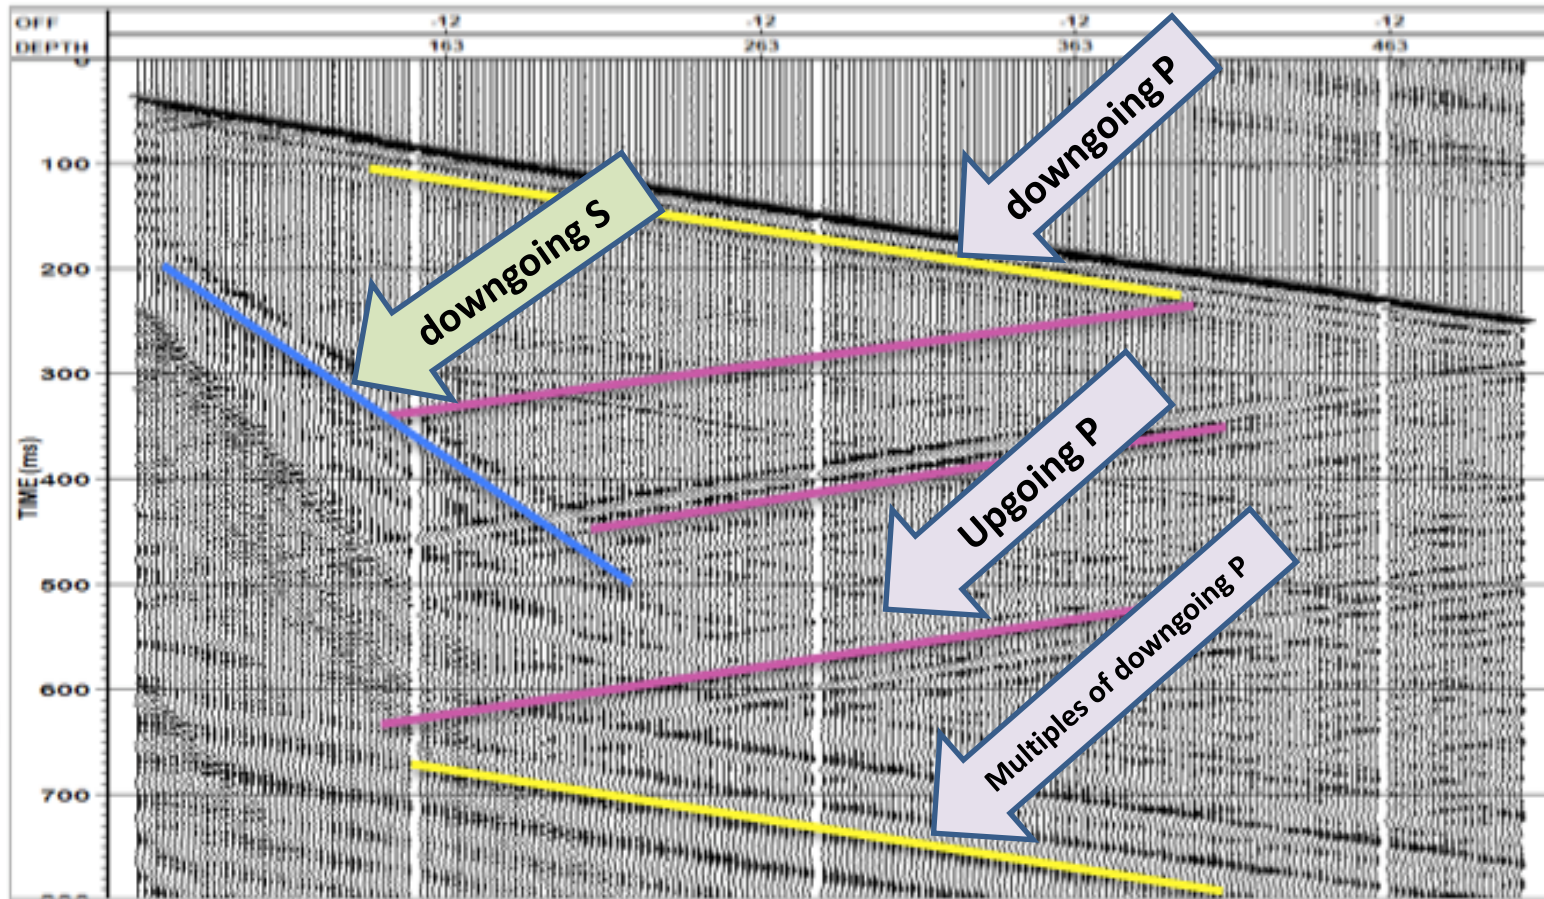 OFF -12 -12 -12 -12
DEPTH 163 263 363 463
0
100
200
300
400
500
600
700
TIME (ms)
downgoing P
downgoing S
Upgoing P
Multiples of downgoing P